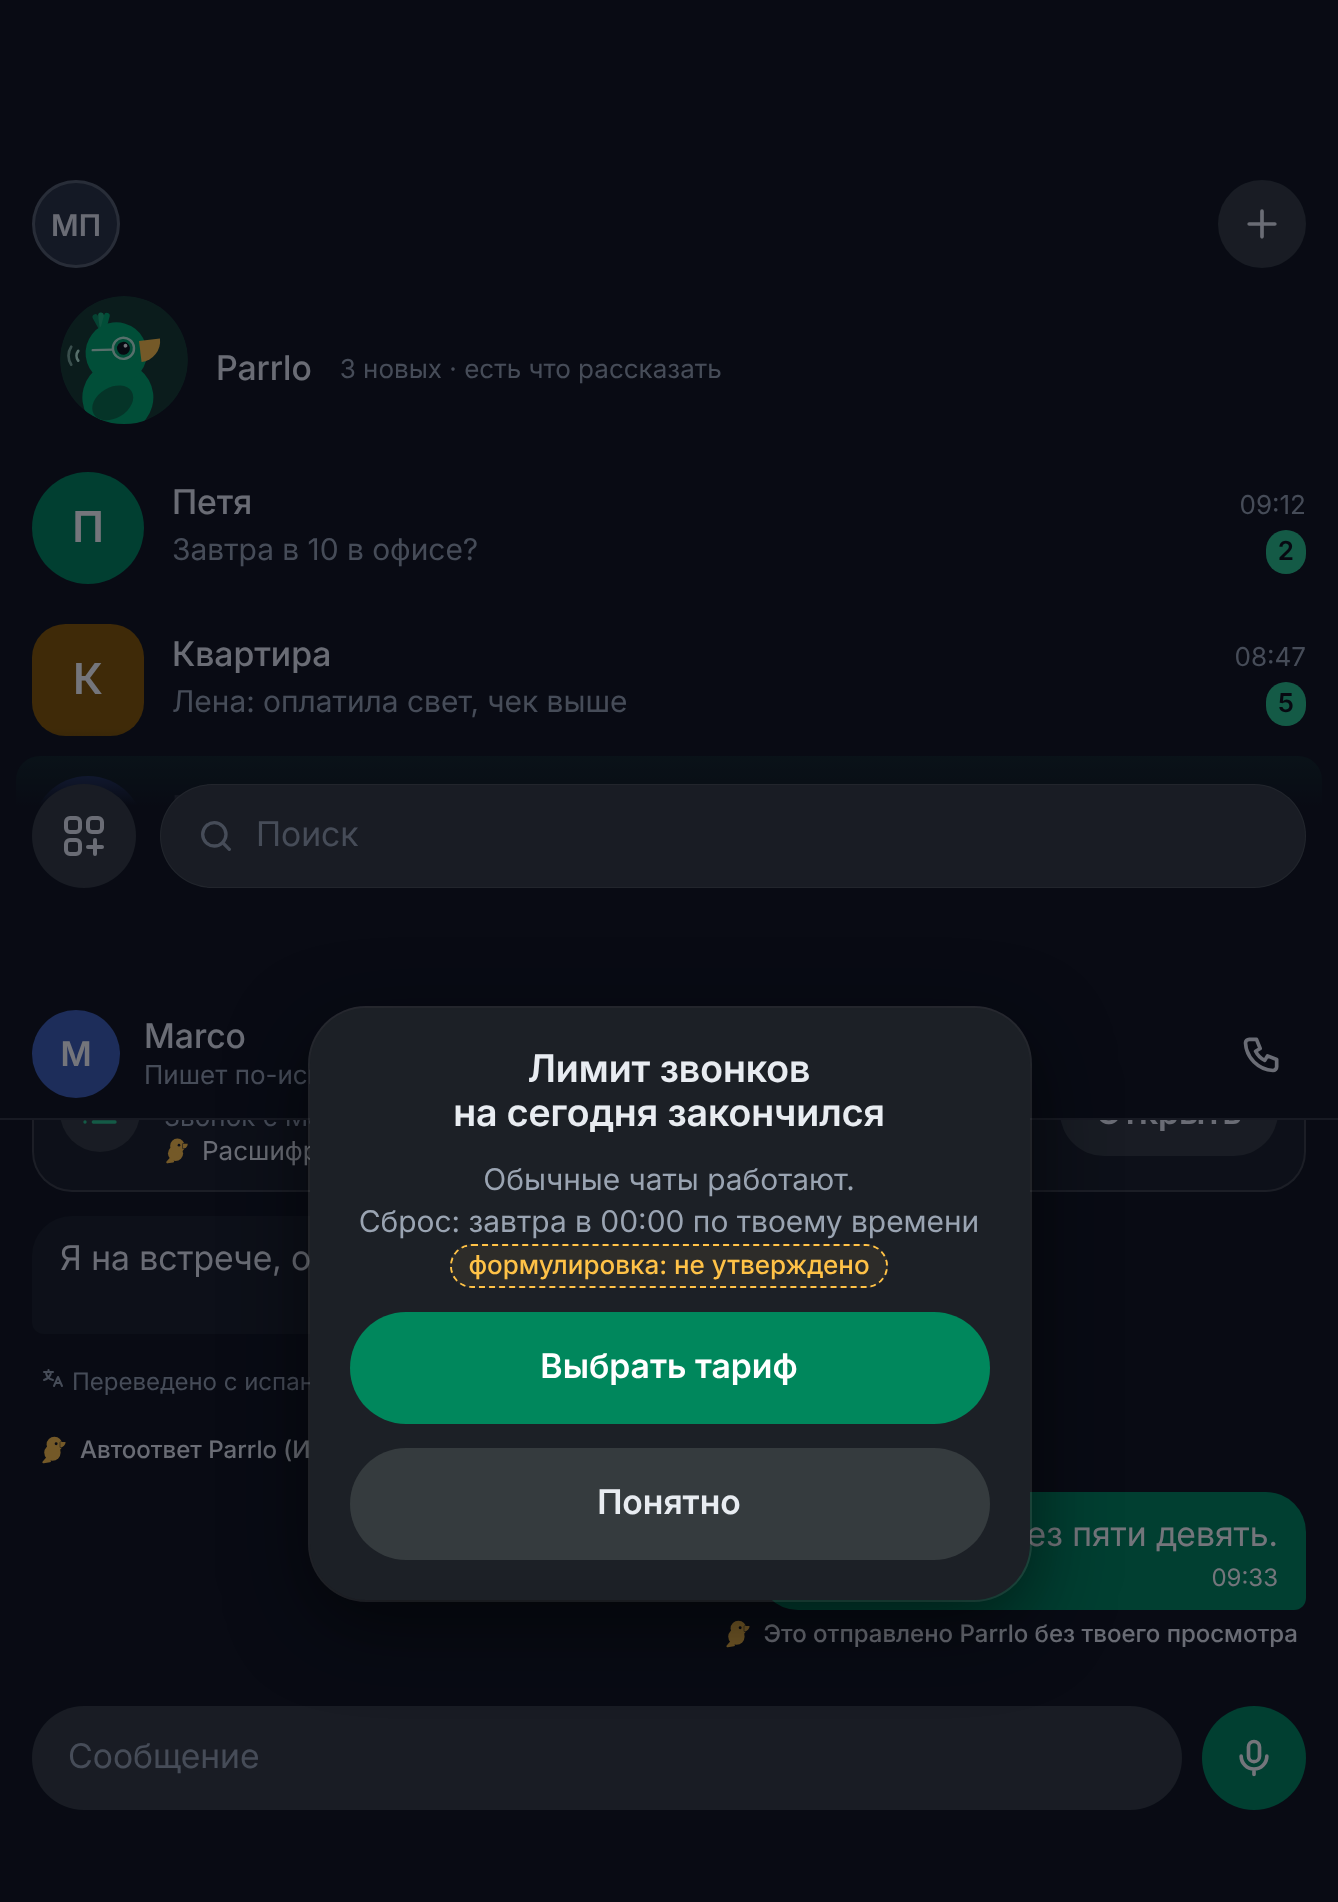 МП
Parrlo 3 новых · есть что рассказать
П
Петя
09:12
Завтра в 10 в офисе?
2
К
Квартира
08:47
Лена: оплатила свет, чек выше
5
Поиск
M
Marco
Пишет по-ис
Расшифр
Лимит звонков
на сегодня закончился
Обычные чаты работают.
Сброс: завтра в 00:00 по твоему времени
формулировка: не утверждено
Выбрать тариф
Понятно
Я на встрече, о
Переведено с испан
Автоответ Parrlo (И
ез пяти девять.
09:33
Это отправлено Parrlo без твоего просмотра
Сообщение